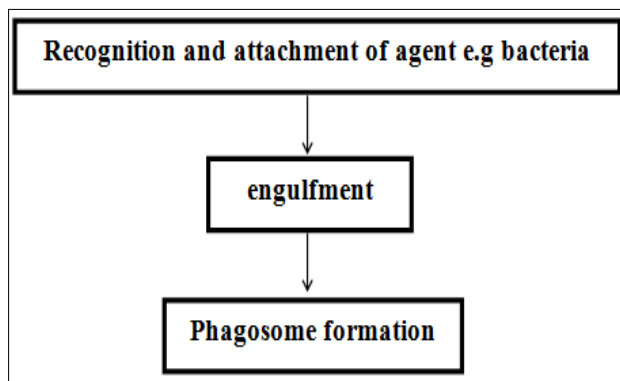 Recognition and attachment of agent e.g bacteria
engulfment
Phagosome formation